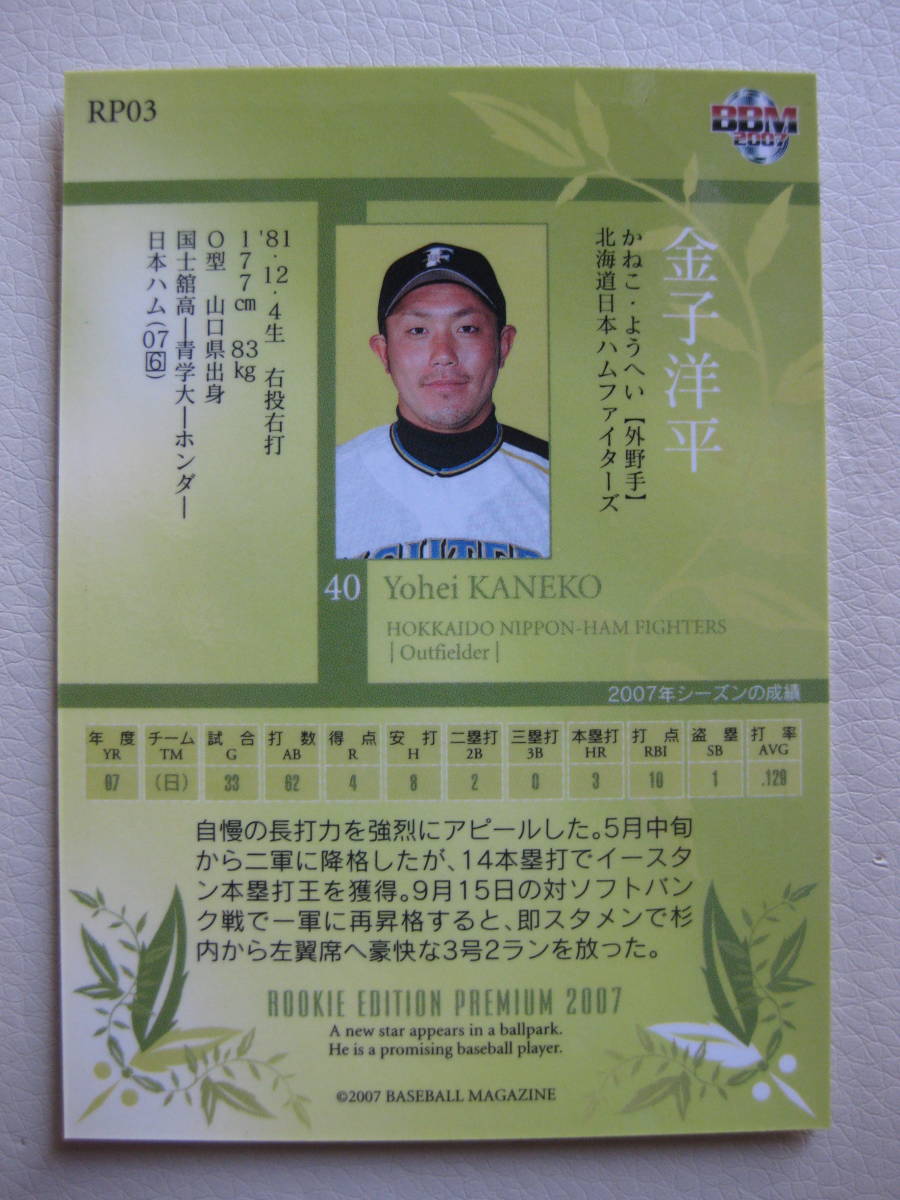 RP03
BBM
2007
金子洋平
かねこ・ようへい【外野手】
北海道日本ハムファイターズ
'81・12・4生 右投右打
177㎝ 83㎏
O型 山口県出身
国士舘高―青学大―ホンダ―
日本ハム(07⑥)
F
40 Yohei KANEKO
HOKKAIDO NIPPON-HAM FIGHTERS
| Outfielder |
2007年シーズンの成績
年度 チーム 試合 打数 得点 安打 二塁打 三塁打 本塁打 打点 盗塁 打率
YR TM G AB R H 2B 3B HR RBI SB AVG
07 (日) 33 62 4 8 2 0 3 10 1 .129
自慢の長打力を強烈にアピールした。5月中旬
から二軍に降格したが、14本塁打でイースタ
ン本塁打王を獲得。9月15日の対ソフトバン
ク戦で一軍に再昇格すると、即スタメンで杉
内から左翼席へ豪快な3号2ランを放った。
ROOKIE EDITION PREMIUM 2007
A new star appears in a ballpark.
He is a promising baseball player.
©2007 BASEBALL MAGAZINE